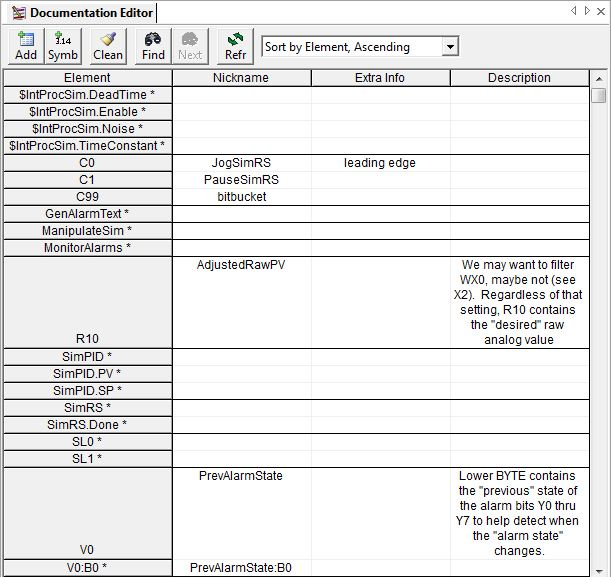 Documentation Editor
Add
Symb
Clean
Find
Next
Refr
Sort by Element, Ascending
Element Nickname Extra Info Description
$IntProcSim.DeadTime *
$IntProcSim.Enable *
$IntProcSim.Noise *
$IntProcSim.TimeConstant *
C0 JogSimRS leading edge
C1 PauseSimRS
C99 bitbucket
GenAlarmText *
ManipulateSim *
MonitorAlarms *
AdjustedRawPV We may want to filter
WX0, maybe not (see
X2). Regardless of that
setting, R10 contains
the "desired" raw
R10 analog value
SimPID *
SimPID.PV *
SimPID.SP *
SimRS *
SimRS.Done *
SL0 *
SL1 *
PrevAlarmState Lower BYTE contains
the "previous" state of
the alarm bits Y0 thru
Y7 to help detect when
the "alarm state"
V0 changes.
V0:B0 * PrevAlarmState:B0